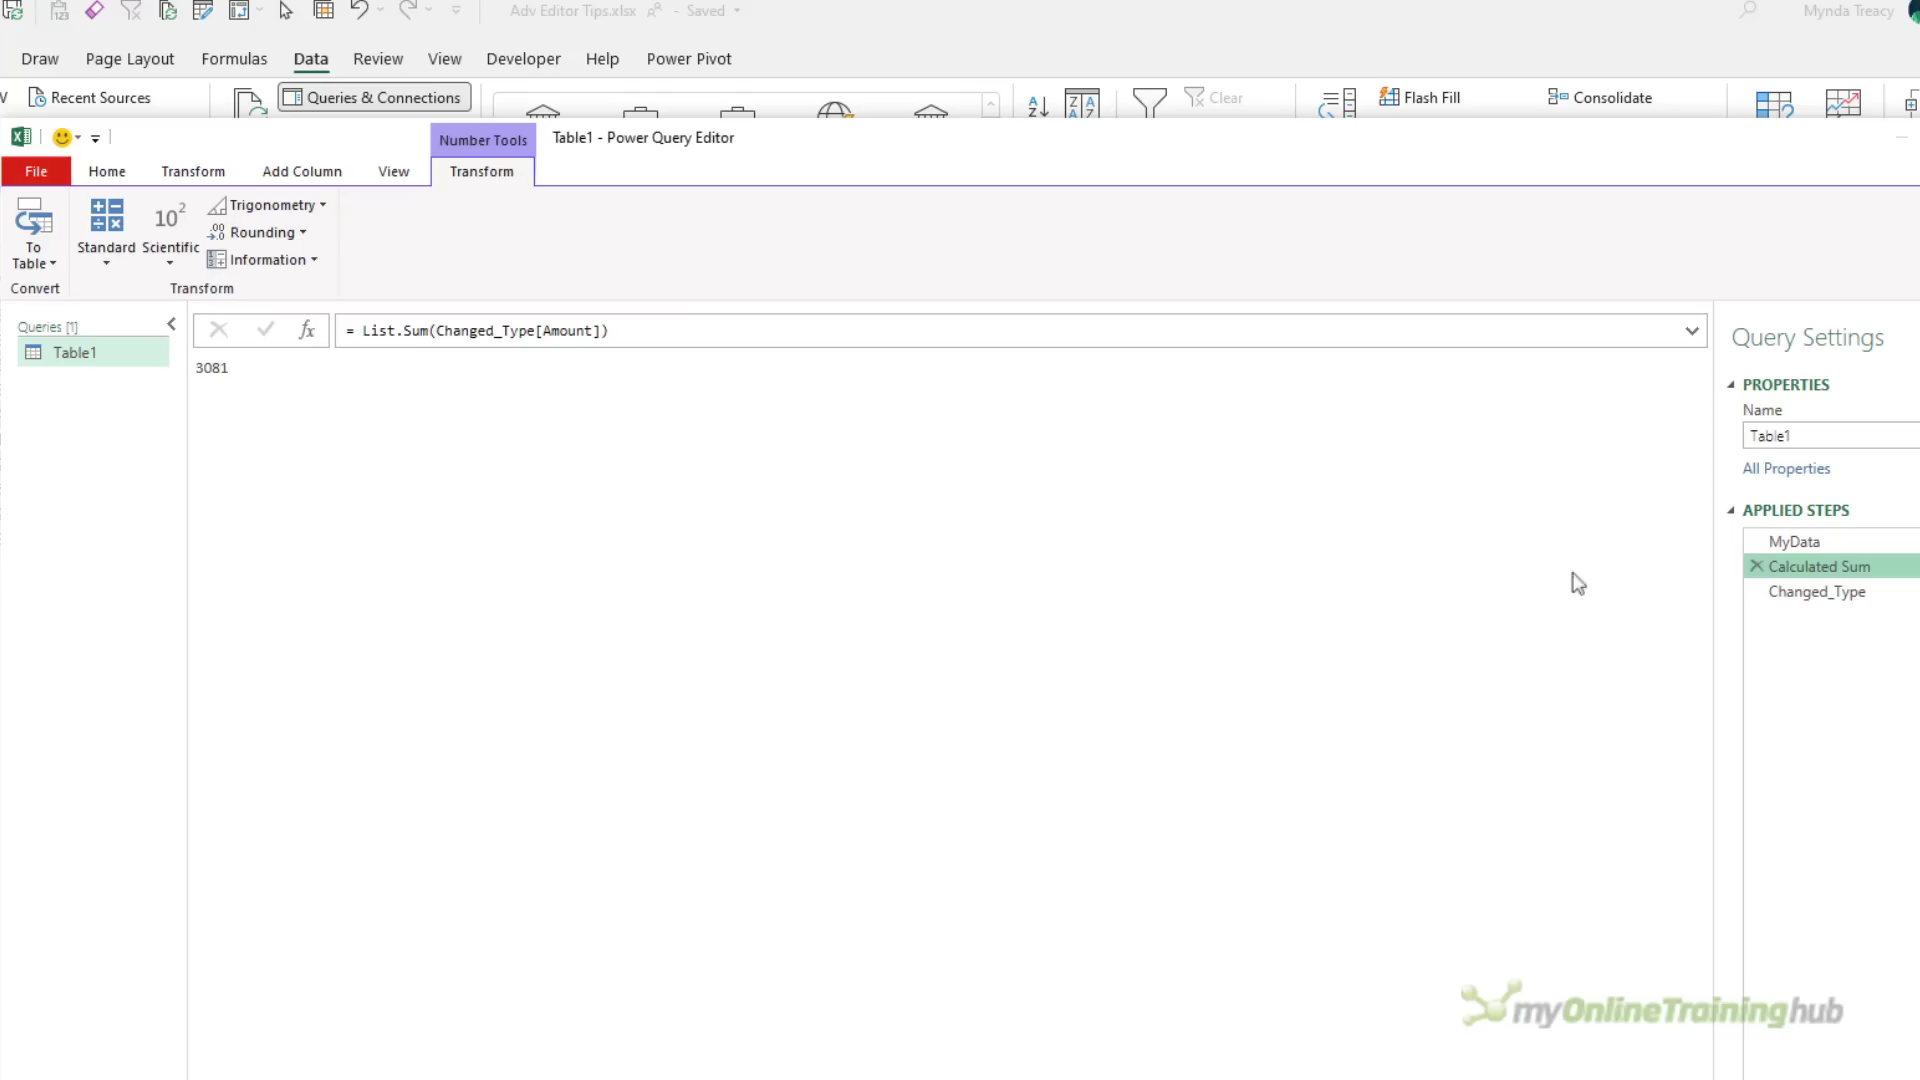 Adv Editor Tips.xlsx - Saved
Mynda Treacy
Draw Page Layout Formulas Data Review View Developer Help Power Pivot
Recent Sources
Queries & Connections
Clear
Flash Fill
Consolidate
Number Tools
Table1 - Power Query Editor
File Home Transform Add Column View Transform
To
Table
Standard
Scientific
Trigonometry
Rounding
Information
Convert
Transform
Queries [1]
Table1
= List.Sum(Changed_Type[Amount])
3081
Query Settings
PROPERTIES
Name
Table1
All Properties
APPLIED STEPS
MyData
Calculated Sum
Changed_Type
myOnlineTraininghub